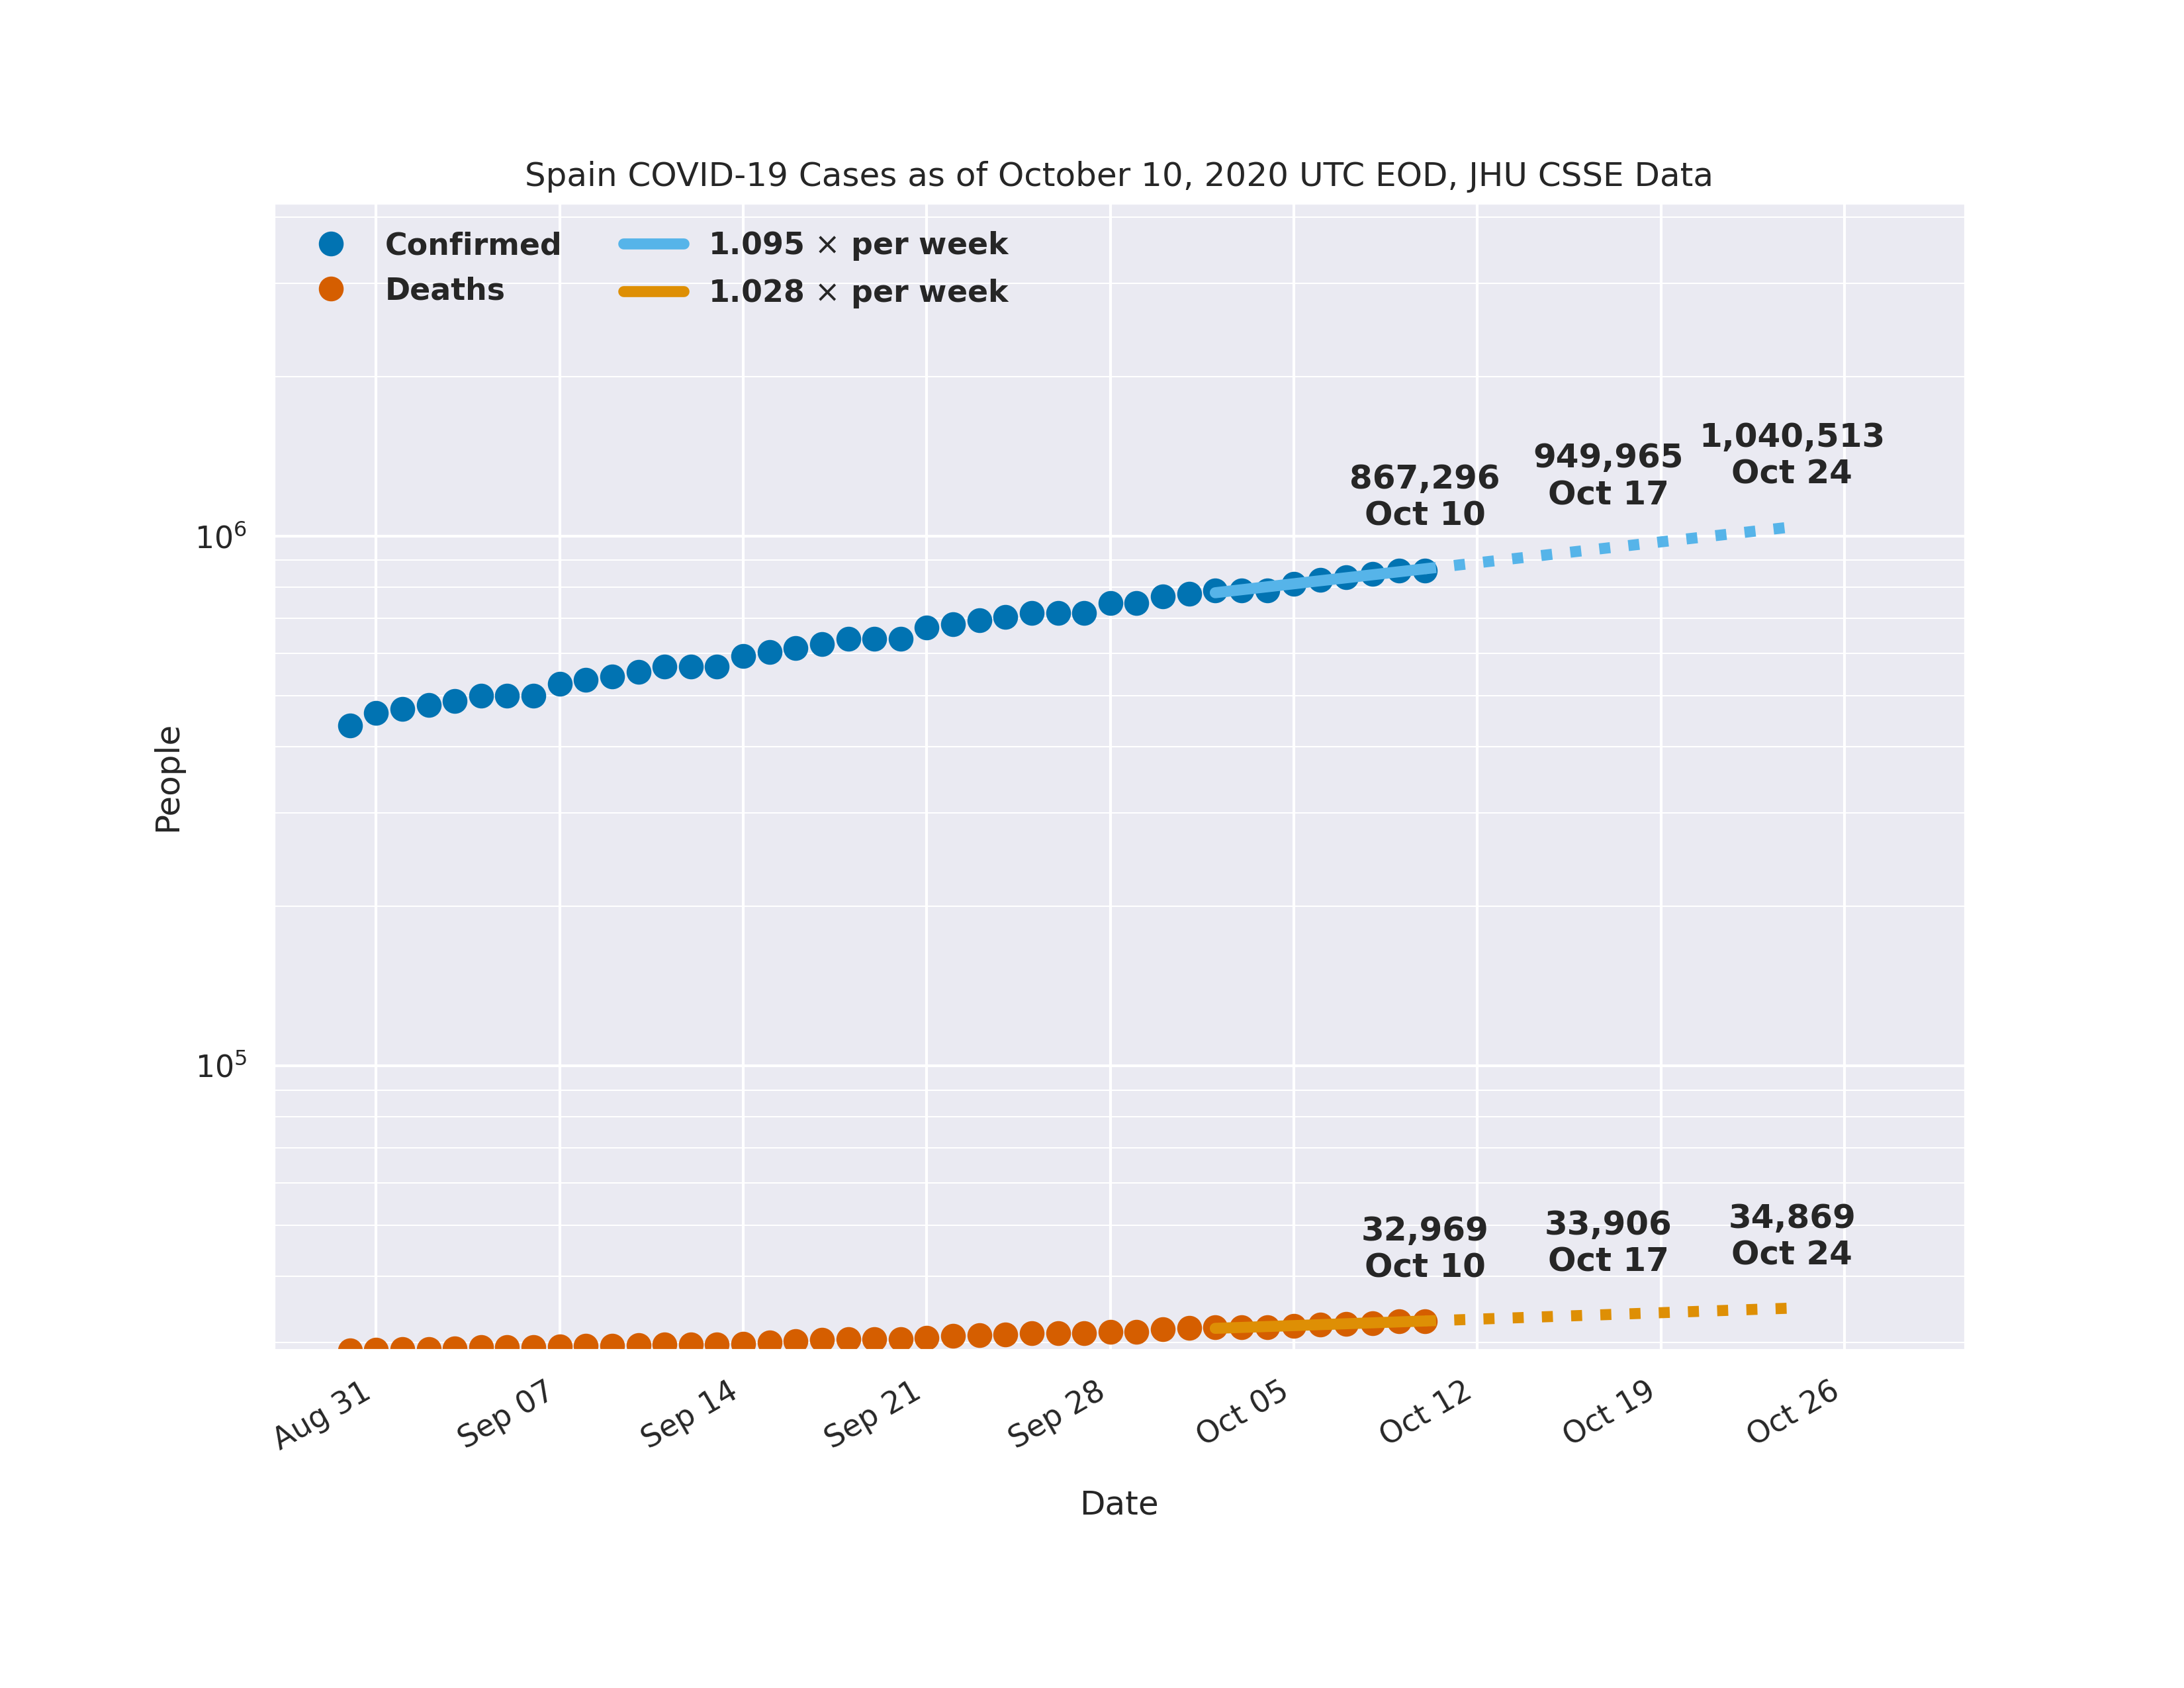 Spain COVID-19 Cases as of October 10, 2020 UTC EOD, JHU CSSE Data
Confirmed
Deaths
1.095 × per week
1.028 × per week
867,296
Oct 10
949,965
Oct 17
1,040,513
Oct 24
10⁶
10⁵
People
32,969
Oct 10
33,906
Oct 17
34,869
Oct 24
Aug 31
Sep 07
Sep 14
Sep 21
Sep 28
Oct 05
Oct 12
Oct 19
Oct 26
Date